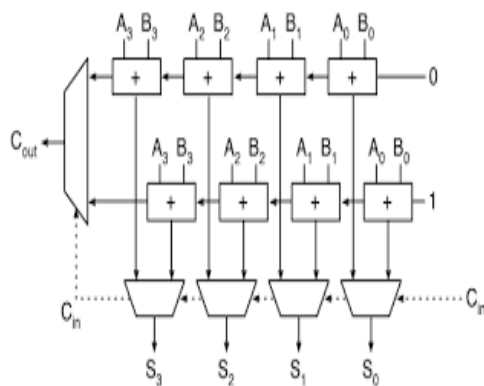 A3 B3 A2 B2 A1 B1 A0 B0
+ + + + 0
Cout
A3 B3 A2 B2 A1 B1 A0 B0
+ + + + 1
Cin Cin
S3 S2 S1 S0